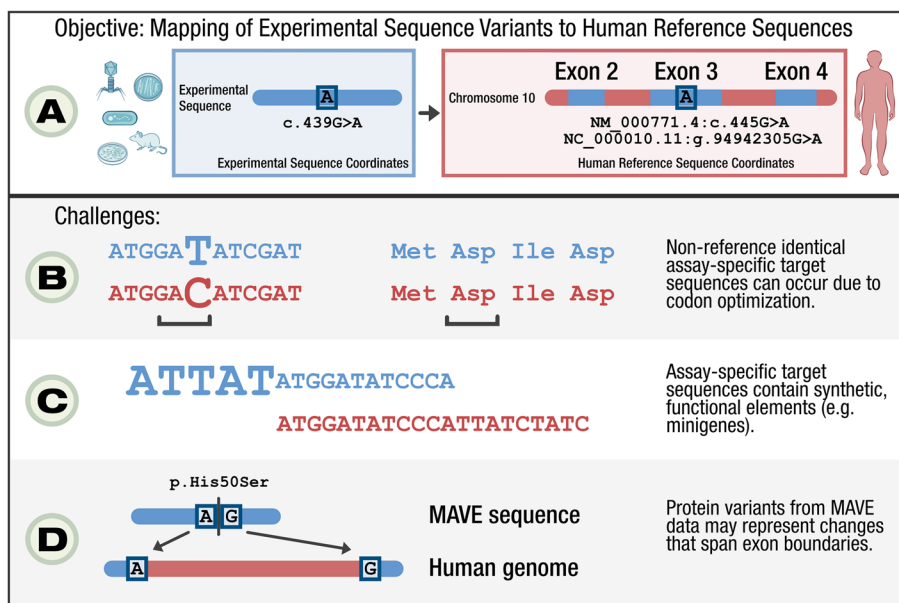 Objective: Mapping of Experimental Sequence Variants to Human Reference Sequences
A
Experimental
Sequence
A
c.439G>A
Experimental Sequence Coordinates
Exon 2 Exon 3 Exon 4
Chromosome 10
A
NM_000771.4:c.445G>A
NC_000010.11:g.94942305G>A
Human Reference Sequence Coordinates
Challenges:
B
ATGGATATCGAT
ATGGACATCGAT
Met Asp Ile Asp
Met Asp Ile Asp
Non-reference identical
assay-specific target
sequences can occur due to
codon optimization.
C
ATTATATGGATATCCCA
ATGGATATCCCATTATCTATC
Assay-specific target
sequences contain synthetic,
functional elements (e.g.
minigenes).
D
p.His50Ser
A G
MAVE sequence
A G
Human genome
Protein variants from MAVE
data may represent changes
that span exon boundaries.